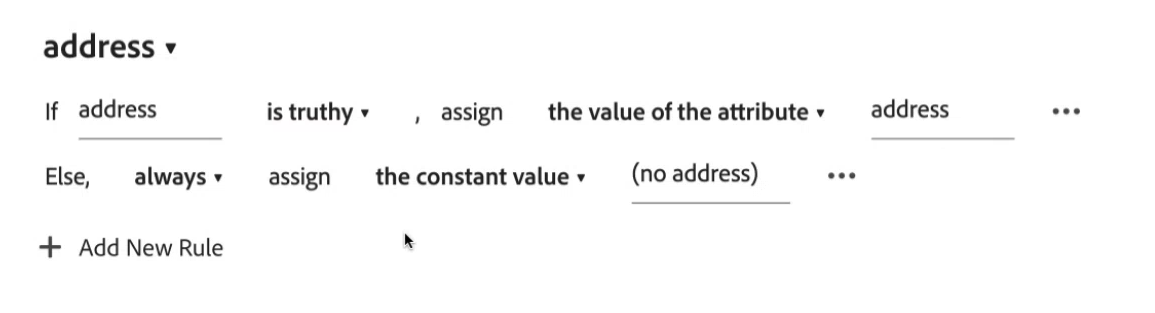 address ▾
If address is truthy ▾ , assign the value of the attribute ▾ address •••
Else, always ▾ assign the constant value ▾ (no address) •••
+ Add New Rule